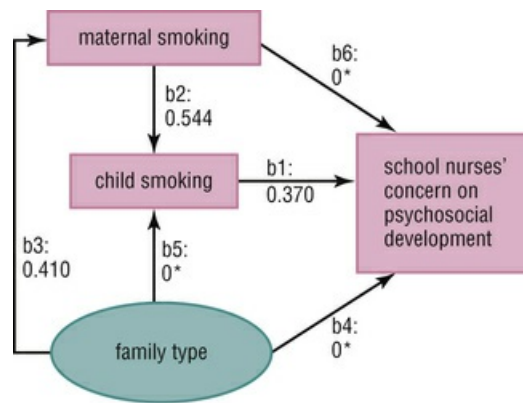 maternal smoking
b6:
0*
b2:
0.544
child smoking
b1:
0.370
school nurses’
concern on
psychosocial
development
b3:
0.410
b5:
0*
family type
b4:
0*